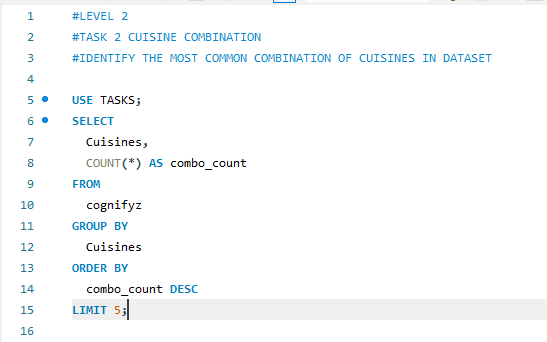 1 #LEVEL 2
2 #TASK 2 CUISINE COMBINATION
3 #IDENTIFY THE MOST COMMON COMBINATION OF CUISINES IN DATASET
4
5 USE TASKS;
6 SELECT
7 Cuisines,
8 COUNT(*) AS combo_count
9 FROM
10 cognifyz
11 GROUP BY
12 Cuisines
13 ORDER BY
14 combo_count DESC
15 LIMIT 5;
16